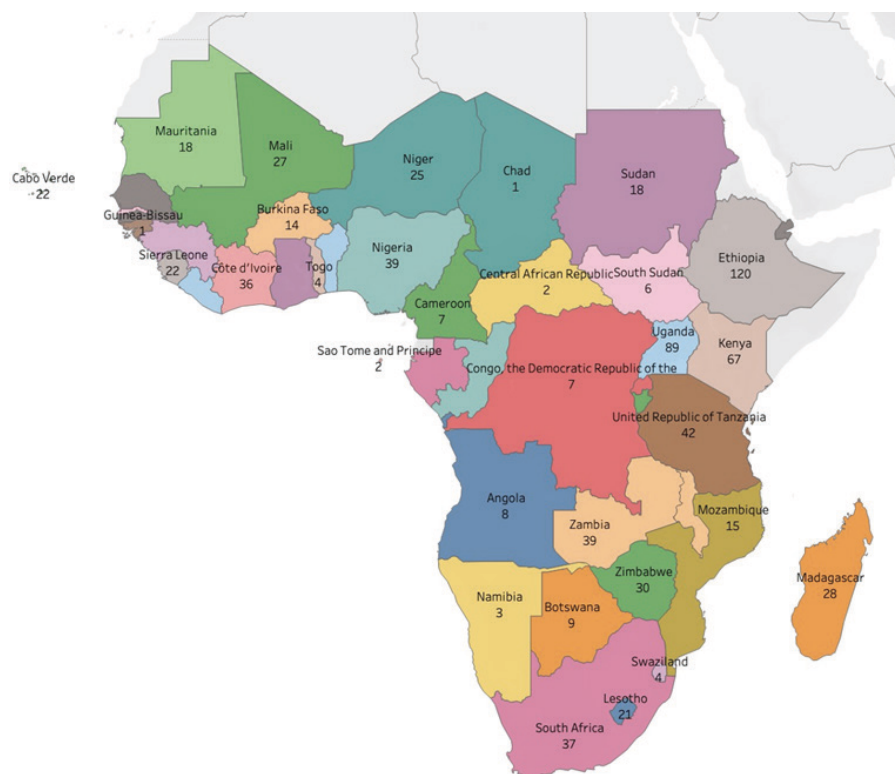 Mauritania
18
Mali
27
Niger
25
Chad
1
Sudan
18
Cabo Verde
22
Guinea-Bissau
1
Burkina Faso
14
Nigeria
39
Ethiopia
120
Sierra Leone
22
Côte d'Ivoire
36
Togo
4
Central African Republic
2
South Sudan
6
Cameroon
7
Uganda
89
Kenya
67
Sao Tome and Principe
2
Congo, the Democratic Republic of the
7
United Republic of Tanzania
42
Angola
8
Mozambique
15
Zambia
39
Zimbabwe
30
Madagascar
28
Namibia
3
Botswana
9
Swaziland
4
Lesotho
21
South Africa
37